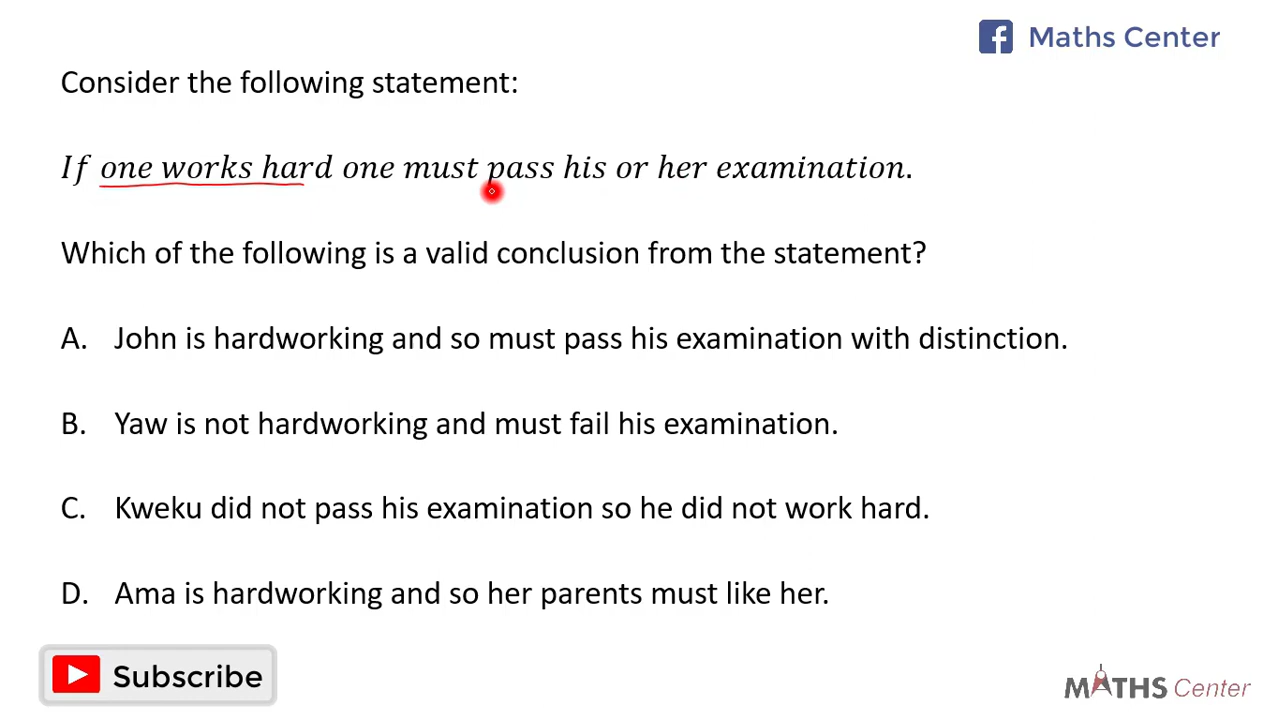 Maths Center
Consider the following statement:
If one works hard one must pass his or her examination.
Which of the following is a valid conclusion from the statement?
A. John is hardworking and so must pass his examination with distinction.
B. Yaw is not hardworking and must fail his examination.
C. Kweku did not pass his examination so he did not work hard.
D. Ama is hardworking and so her parents must like her.
Subscribe
MATHS Center